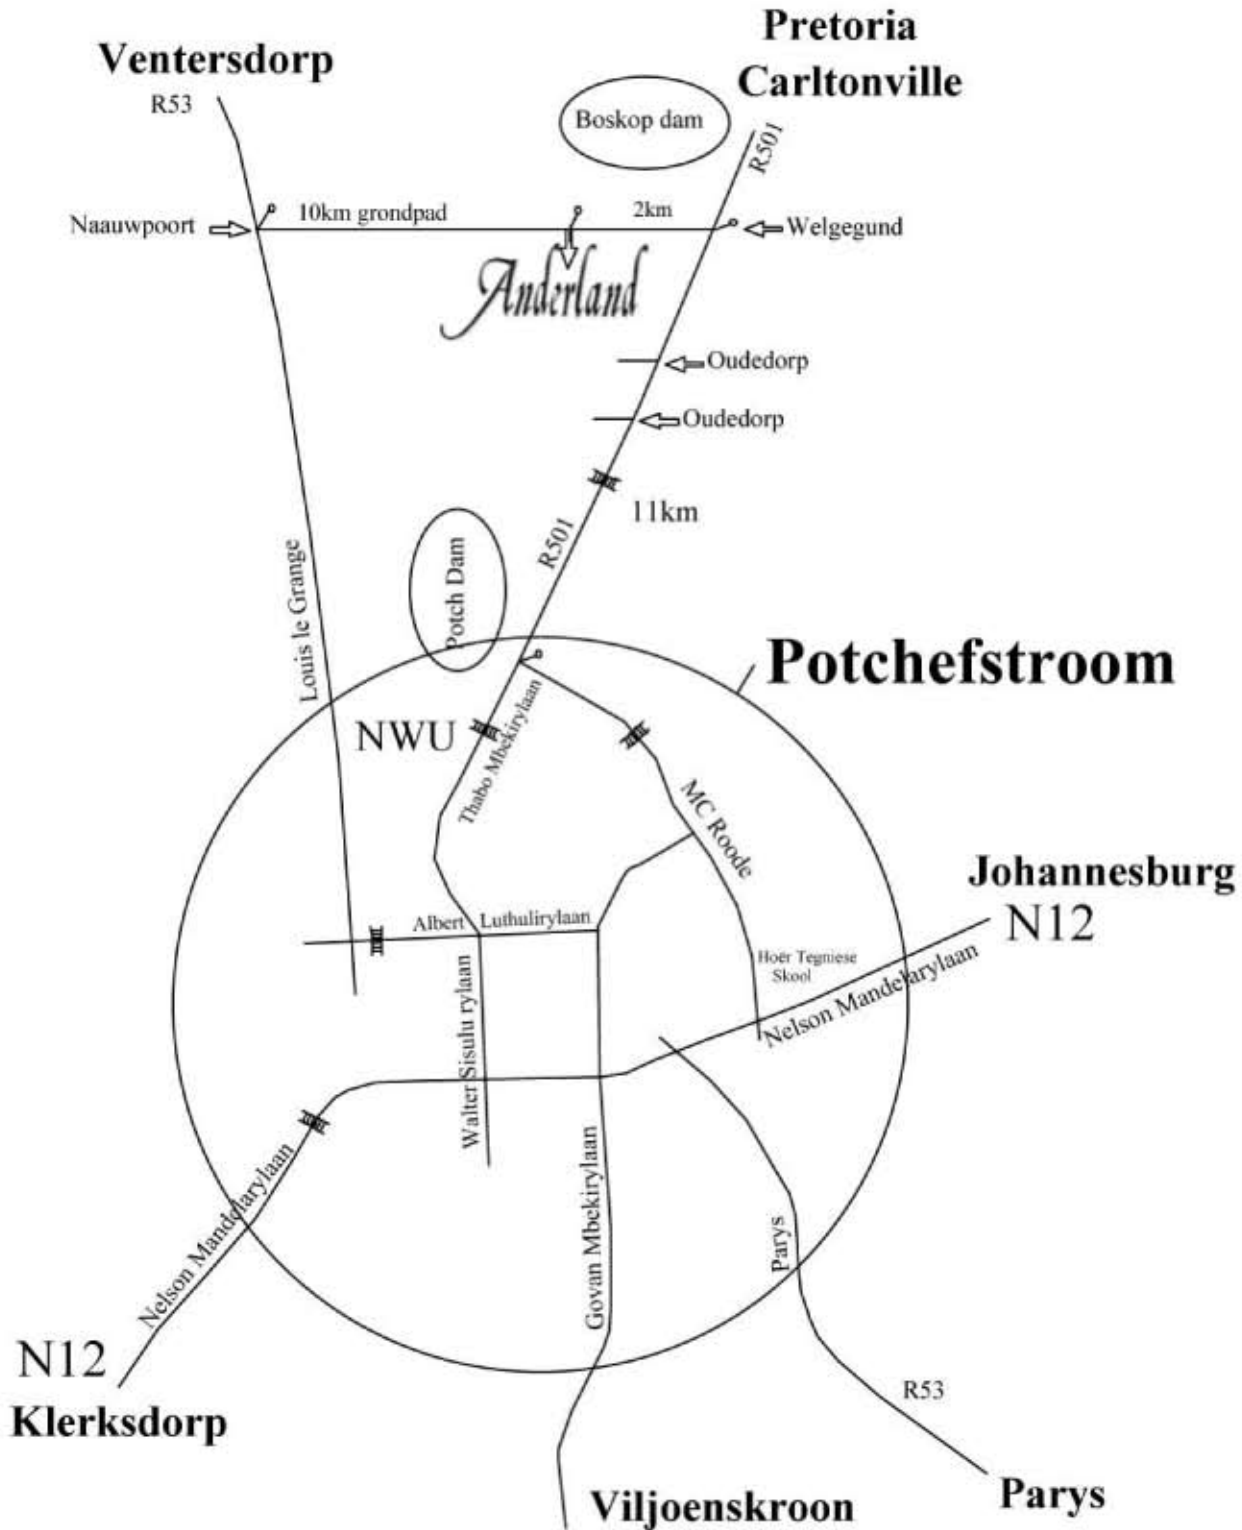 Pretoria
Ventersdorp
Carltonville
R53
Boskop dam
R501
10km grondpad
2km
Naauwpoort
Welgegund
Anderland
Oudedorp
Oudedorp
11km
R501
Potch Dam
Louis le Grange
Potchefstroom
NWU
Thabo Mbekirylaan
MC Roode
Johannesburg
N12
Albert Luthulirylaan
Hoër Tegniese
Skool
Nelson Mandelarylaan
Walter Sisulu rylaan
Nelson Mandelarylaan
Govan Mbekirylaan
Parys
N12
Klerksdorp
R53
Viljoenskroon
Parys